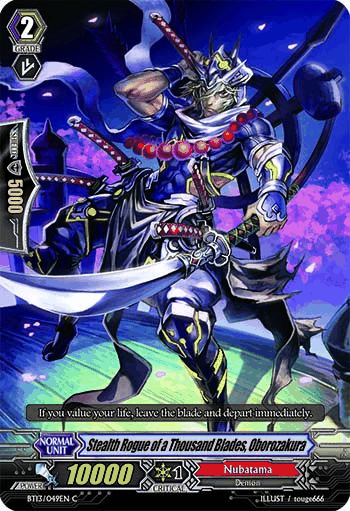 2
GRADE
SHIELD
5000
If you value your life, leave the blade and depart immediately.
NORMAL
UNIT
Stealth Rogue of a Thousand Blades, Oborozakura
POWER
10000
1
CRITICAL
Nubatama
Demon
BT13/049EN C
ILLUST / touge666